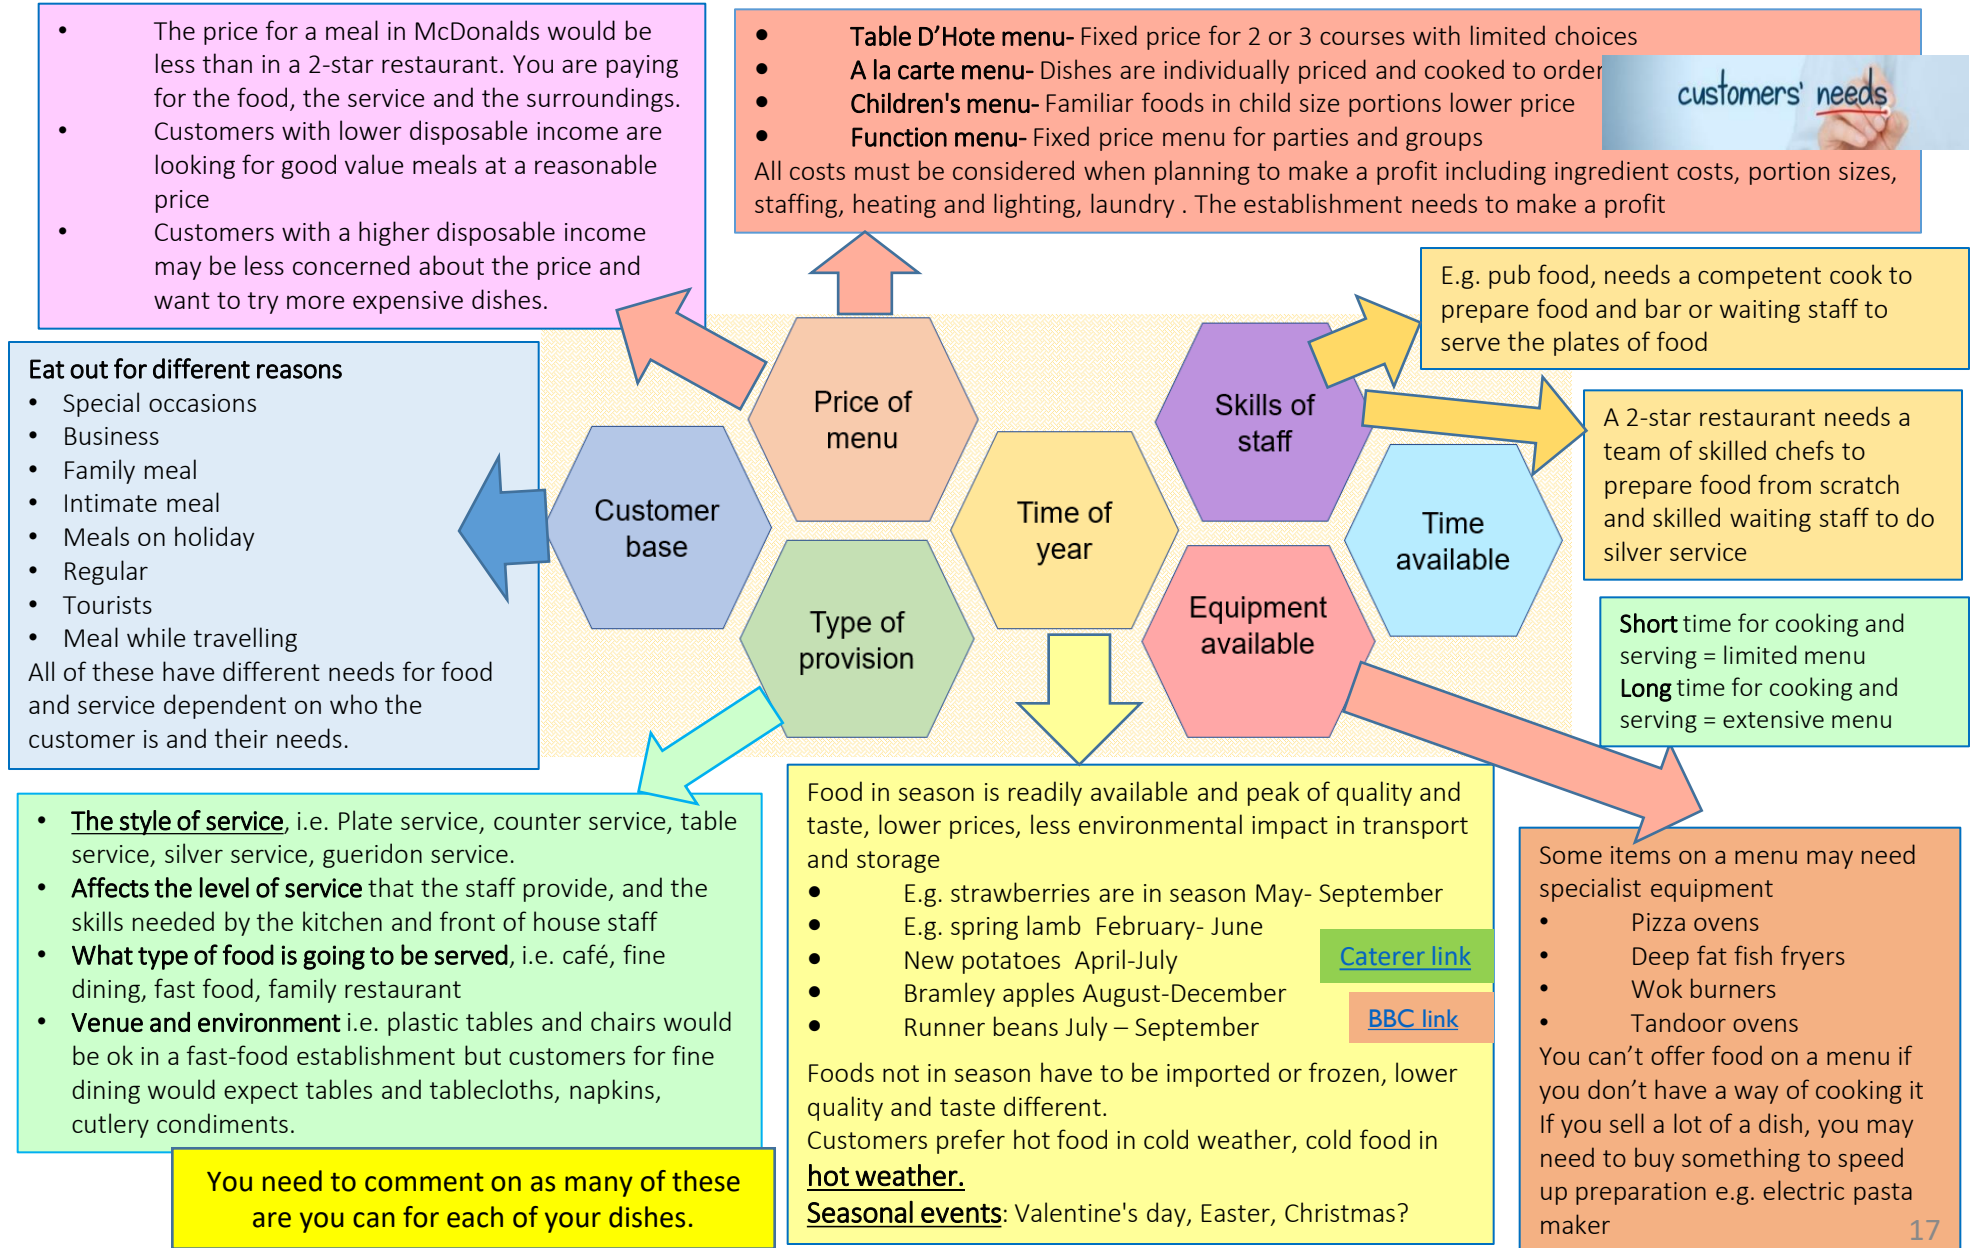 • The price for a meal in McDonalds would be
less than in a 2-star restaurant. You are paying
for the food, the service and the surroundings.
• Customers with lower disposable income are
looking for good value meals at a reasonable
price
• Customers with a higher disposable income
may be less concerned about the price and
want to try more expensive dishes.
• Table D’Hote menu- Fixed price for 2 or 3 courses with limited choices
• A la carte menu- Dishes are individually priced and cooked to order
• Children's menu- Familiar foods in child size portions lower price
• Function menu- Fixed price menu for parties and groups
All costs must be considered when planning to make a profit including ingredient costs, portion sizes,
staffing, heating and lighting, laundry . The establishment needs to make a profit
customers' needs
E.g. pub food, needs a competent cook to
prepare food and bar or waiting staff to
serve the plates of food
A 2-star restaurant needs a
team of skilled chefs to
prepare food from scratch
and skilled waiting staff to do
silver service
Eat out for different reasons
• Special occasions
• Business
• Family meal
• Intimate meal
• Meals on holiday
• Regular
• Tourists
• Meal while travelling
All of these have different needs for food
and service dependent on who the
customer is and their needs.
Customer
base
Price of
menu
Type of
provision
Time of
year
Skills of
staff
Equipment
available
Time
available
Short time for cooking and
serving = limited menu
Long time for cooking and
serving = extensive menu
• The style of service, i.e. Plate service, counter service, table
service, silver service, gueridon service.
• Affects the level of service that the staff provide, and the
skills needed by the kitchen and front of house staff
• What type of food is going to be served, i.e. café, fine
dining, fast food, family restaurant
• Venue and environment i.e. plastic tables and chairs would
be ok in a fast-food establishment but customers for fine
dining would expect tables and tablecloths, napkins,
cutlery condiments.
You need to comment on as many of these
are you can for each of your dishes.
Food in season is readily available and peak of quality and
taste, lower prices, less environmental impact in transport
and storage
• E.g. strawberries are in season May- September
• E.g. spring lamb February- June
• New potatoes April-July
• Bramley apples August-December
• Runner beans July – September
Caterer link
BBC link
Foods not in season have to be imported or frozen, lower
quality and taste different.
Customers prefer hot food in cold weather, cold food in
hot weather.
Seasonal events: Valentine's day, Easter, Christmas?
Some items on a menu may need
specialist equipment
• Pizza ovens
• Deep fat fish fryers
• Wok burners
• Tandoor ovens
You can’t offer food on a menu if
you don’t have a way of cooking it
If you sell a lot of a dish, you may
need to buy something to speed
up preparation e.g. electric pasta
maker
17